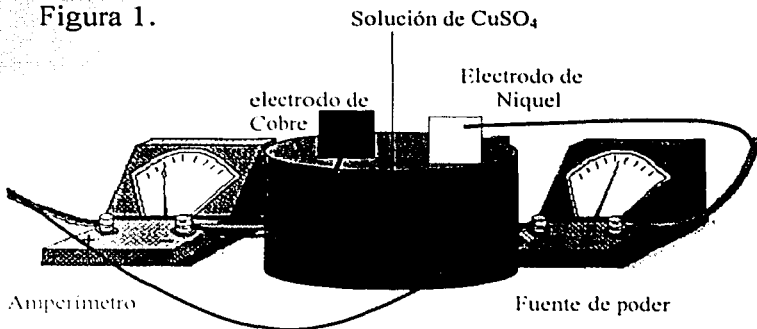 Figura 1.
Solución de CuSO₄
Electrodo de
Niquel
electrodo de
Cobre
+
-
Amperímetro
Fuente de poder